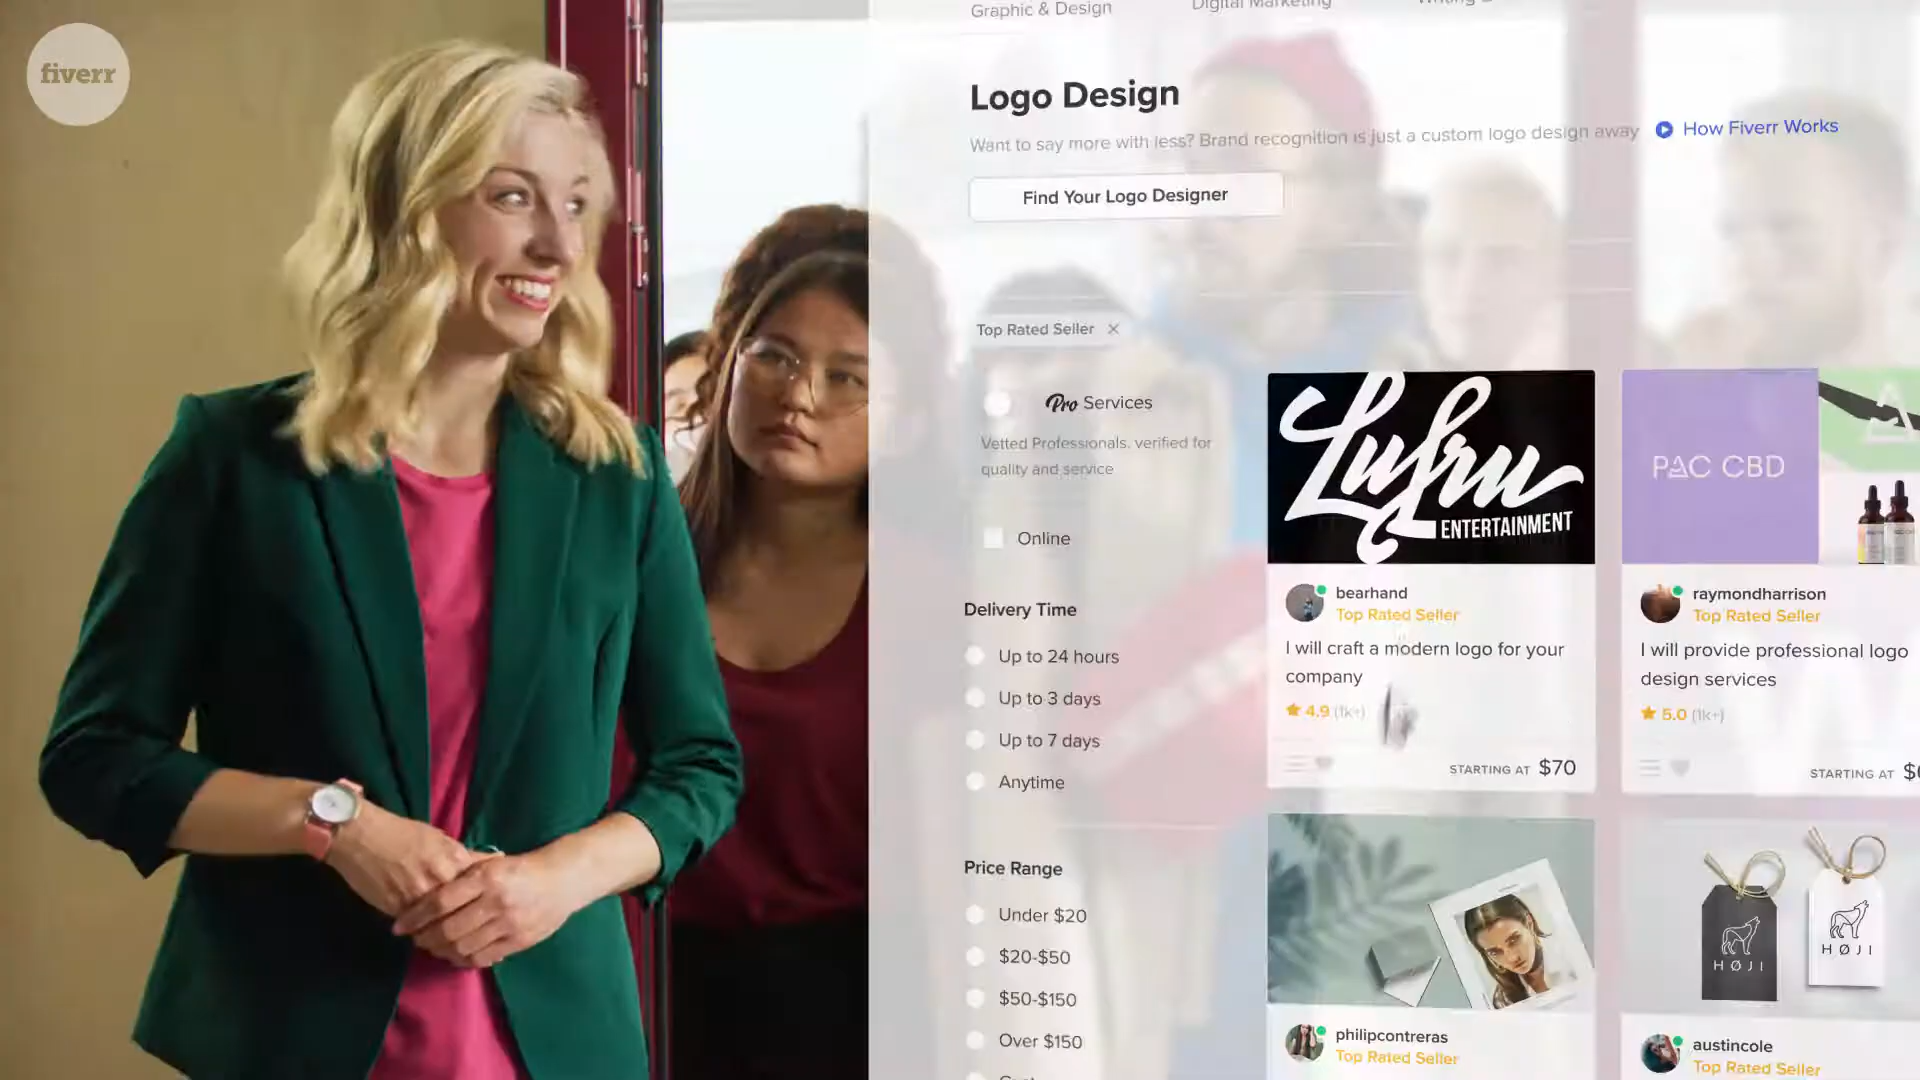 fiverr
Graphic & Design
Digital Marketing
Logo Design
Want to say more with less? Brand recognition is just a custom logo design away
How Fiverr Works
Find Your Logo Designer
Top Rated Seller ×
Pro Services
Vetted Professionals. verified for
quality and service
Online
Delivery Time
Up to 24 hours
Up to 3 days
Up to 7 days
Anytime
Price Range
Under $20
$20-$50
$50-$150
Over $150
Lufru
ENTERTAINMENT
bearhand
Top Rated Seller
I will craft a modern logo for your
company
4.9 (1k+)
STARTING AT $70
PAC CBD
raymondharrison
Top Rated Seller
I will provide professional logo
design services
5.0 (1k+)
STARTING AT
philipcontreras
Top Rated Seller
HØJI
HØJI
austincole
Top Rated Seller